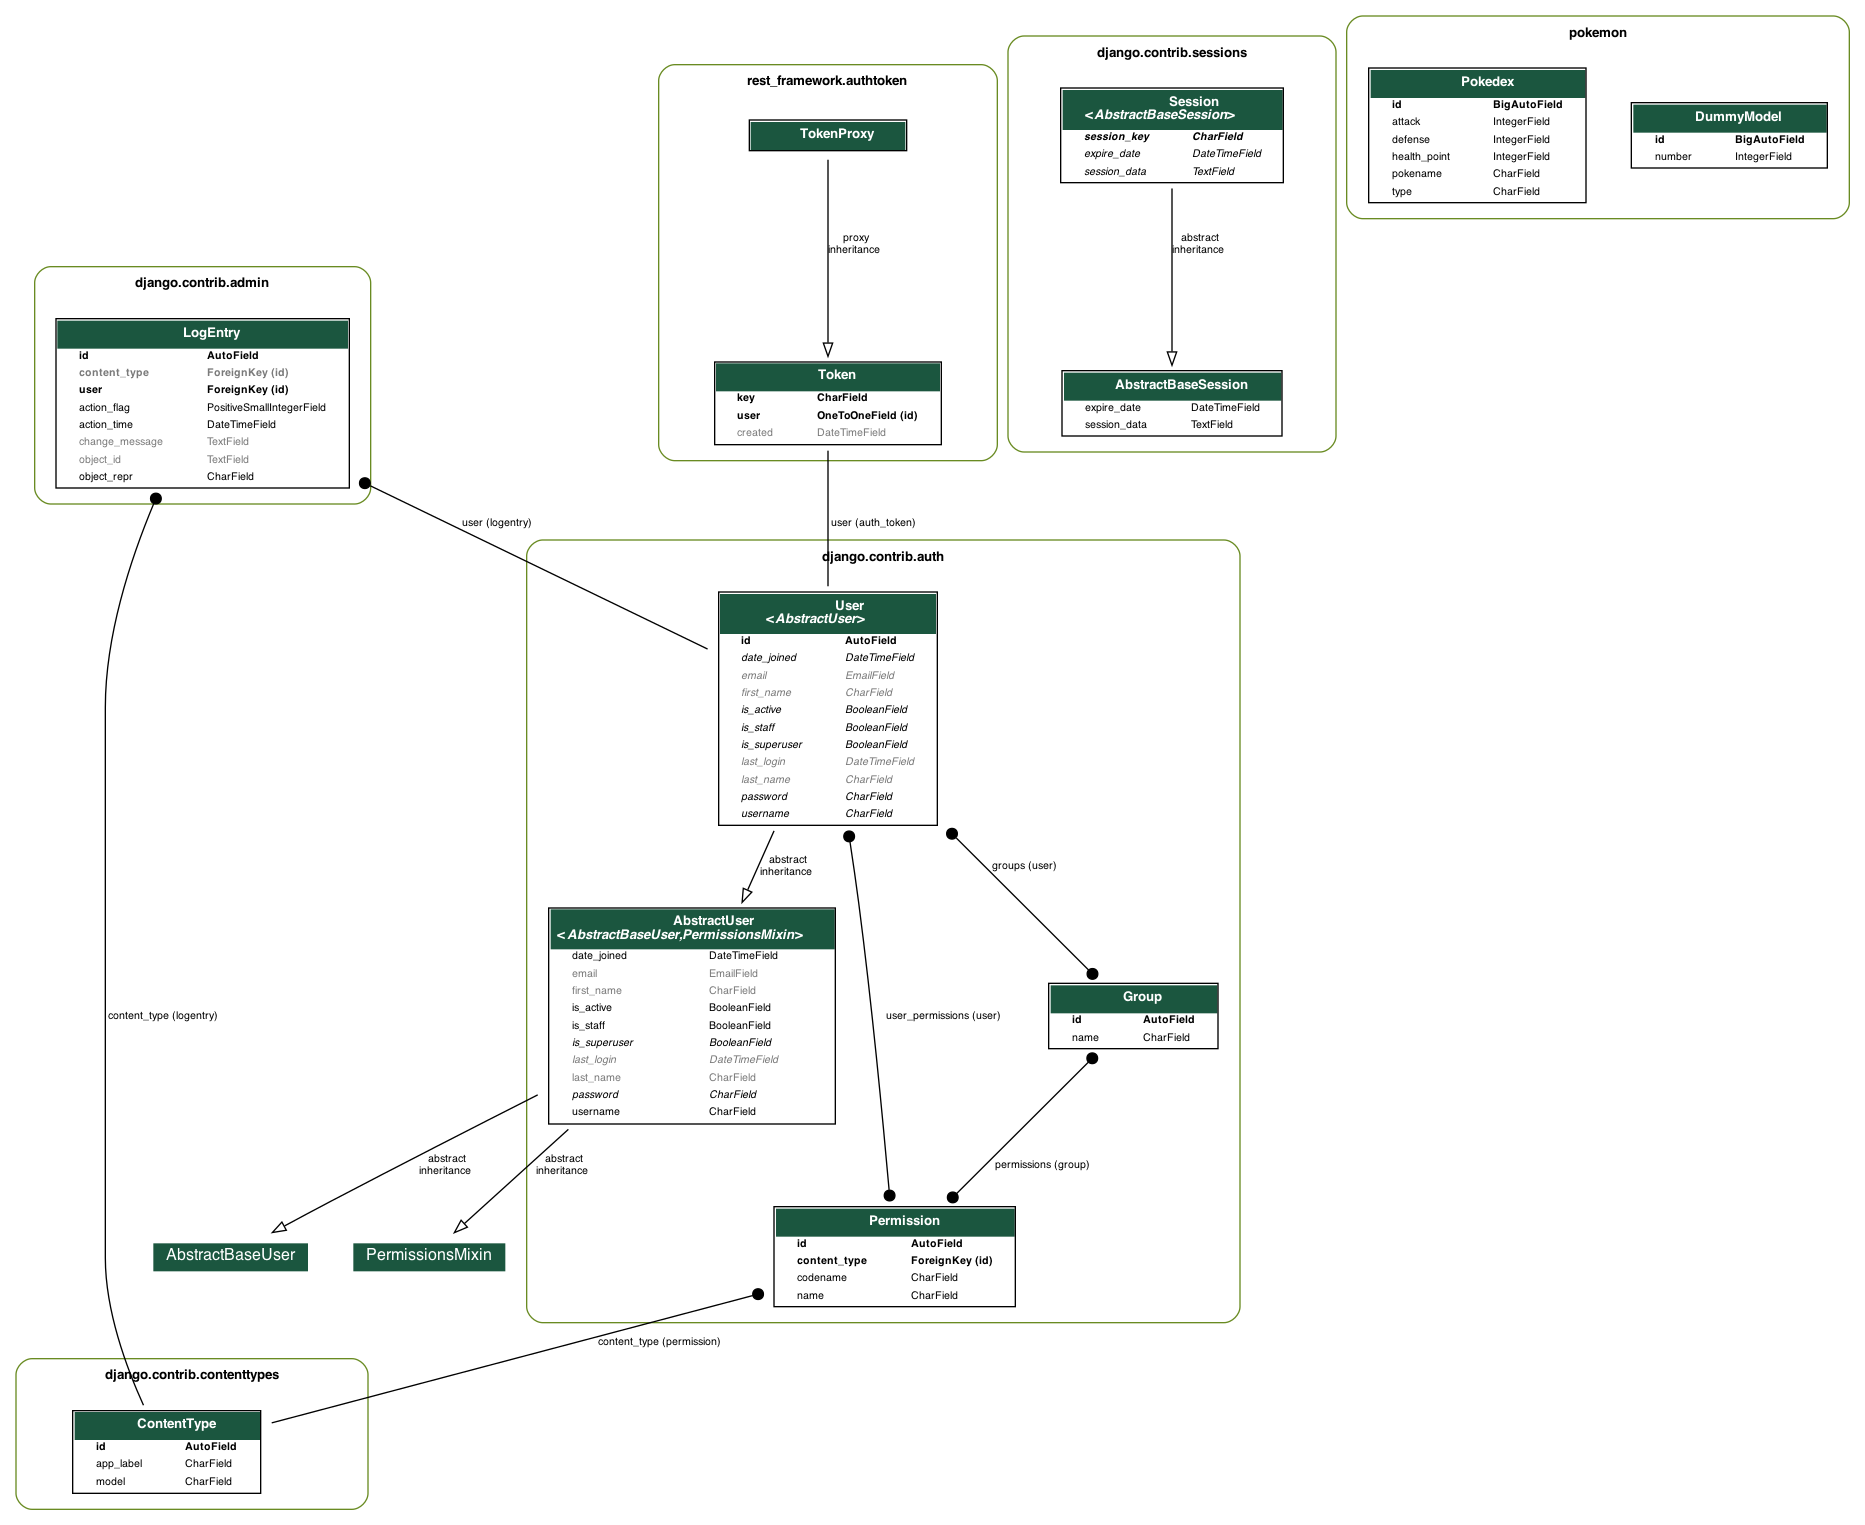 pokemon
Pokedex
id BigAutoField
attack IntegerField
defense IntegerField
health_point IntegerField
pokename CharField
type CharField
DummyModel
id BigAutoField
number IntegerField
django.contrib.sessions
Session
<AbstractBaseSession>
session_key CharField
expire_date DateTimeField
session_data TextField
abstract
inheritance
AbstractBaseSession
expire_date DateTimeField
session_data TextField
rest_framework.authtoken
TokenProxy
proxy
inheritance
Token
key CharField
user OneToOneField (id)
created DateTimeField
user (auth_token)
django.contrib.admin
LogEntry
id AutoField
content_type ForeignKey (id)
user ForeignKey (id)
action_flag PositiveSmallIntegerField
action_time DateTimeField
change_message TextField
object_id TextField
object_repr CharField
user (logentry)
content_type (logentry)
django.contrib.auth
User
<AbstractUser>
id AutoField
date_joined DateTimeField
email EmailField
first_name CharField
is_active BooleanField
is_staff BooleanField
is_superuser BooleanField
last_login DateTimeField
last_name CharField
password CharField
username CharField
abstract
inheritance
groups (user)
AbstractUser
<AbstractBaseUser,PermissionsMixin>
date_joined DateTimeField
email EmailField
first_name CharField
is_active BooleanField
is_staff BooleanField
is_superuser BooleanField
last_login DateTimeField
last_name CharField
password CharField
username CharField
user_permissions (user)
Group
id AutoField
name CharField
permissions (group)
abstract
inheritance
abstract
inheritance
AbstractBaseUser
PermissionsMixin
Permission
id AutoField
content_type ForeignKey (id)
codename CharField
name CharField
content_type (permission)
django.contrib.contenttypes
ContentType
id AutoField
app_label CharField
model CharField